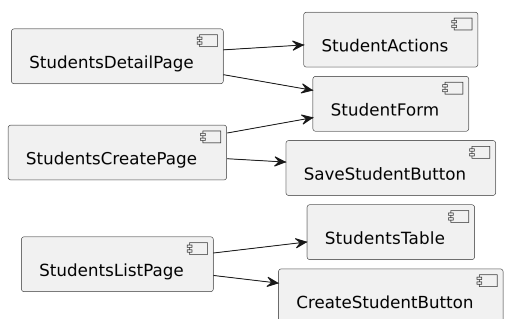 StudentActions
StudentsDetailPage
StudentForm
StudentsCreatePage
SaveStudentButton
StudentsTable
StudentsListPage
CreateStudentButton